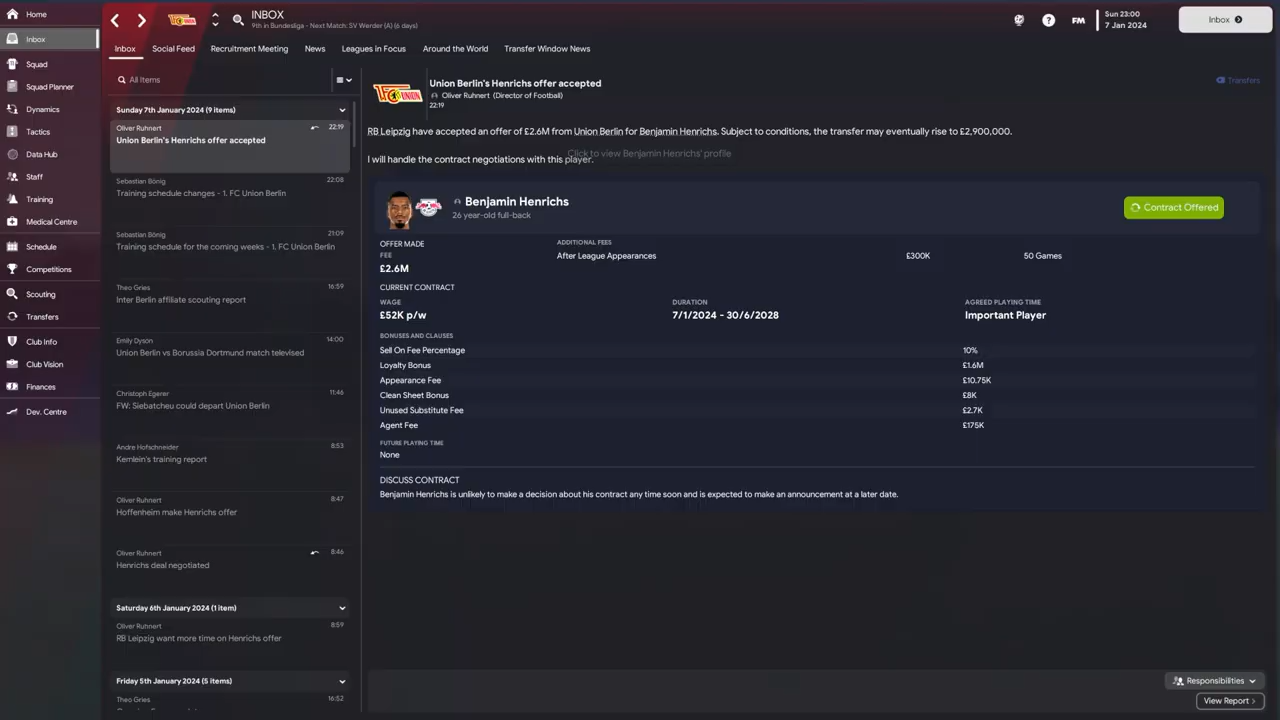 Home
Inbox
Squad
Squad Planner
Dynamics
Tactics
Data Hub
Staff
Training
Medical Centre
Schedule
Competitions
Scouting
Transfers
Club Info
Club Vision
Finances
Dev. Centre
INBOX
9th in Bundesliga - Next Match: SV Werder (A) (6 days)
FM
Sun 23:00
7 Jan 2024
Inbox
Inbox Social Feed Recruitment Meeting News Leagues in Focus Around the World Transfer Window News
All Items
Sunday 7th January 2024 (9 items)
Oliver Ruhnert 22:19
Union Berlin's Henrichs offer accepted
Sebastian Bönig 22:08
Training schedule changes - 1. FC Union Berlin
Sebastian Bönig 21:09
Training schedule for the coming weeks - 1. FC Union Berlin
Theo Gries 16:59
Inter Berlin affiliate scouting report
Emily Dyson 14:00
Union Berlin vs Borussia Dortmund match televised
Christoph Egerer 11:46
FW: Siebatcheu could depart Union Berlin
Andre Hofschneider 8:53
Kemlein's training report
Oliver Ruhnert 8:47
Hoffenheim make Henrichs offer
Oliver Ruhnert 8:46
Henrichs deal negotiated
Saturday 6th January 2024 (1 item)
Oliver Ruhnert 8:59
RB Leipzig want more time on Henrichs offer
Friday 5th January 2024 (5 items)
Theo Gries 16:52
Union Berlin's Henrichs offer accepted
Oliver Ruhnert (Director of Football)
22:19
Transfers
RB Leipzig have accepted an offer of £2.6M from Union Berlin for Benjamin Henrichs. Subject to conditions, the transfer may eventually rise to £2,900,000.
Click to view Benjamin Henrichs' profile
I will handle the contract negotiations with this player.
Benjamin Henrichs
26 year-old full-back
Contract Offered
OFFER MADE
FEE
£2.6M
ADDITIONAL FEES
After League Appearances £300K 50 Games
CURRENT CONTRACT
WAGE DURATION AGREED PLAYING TIME
£52K p/w 7/1/2024 - 30/6/2028 Important Player
BONUSES AND CLAUSES
Sell On Fee Percentage 10%
Loyalty Bonus £1.6M
Appearance Fee £10.75K
Clean Sheet Bonus £8K
Unused Substitute Fee £2.7K
Agent Fee £175K
FUTURE PLAYING TIME
None
DISCUSS CONTRACT
Benjamin Henrichs is unlikely to make a decision about his contract any time soon and is expected to make an announcement at a later date.
Responsibilities
View Report >